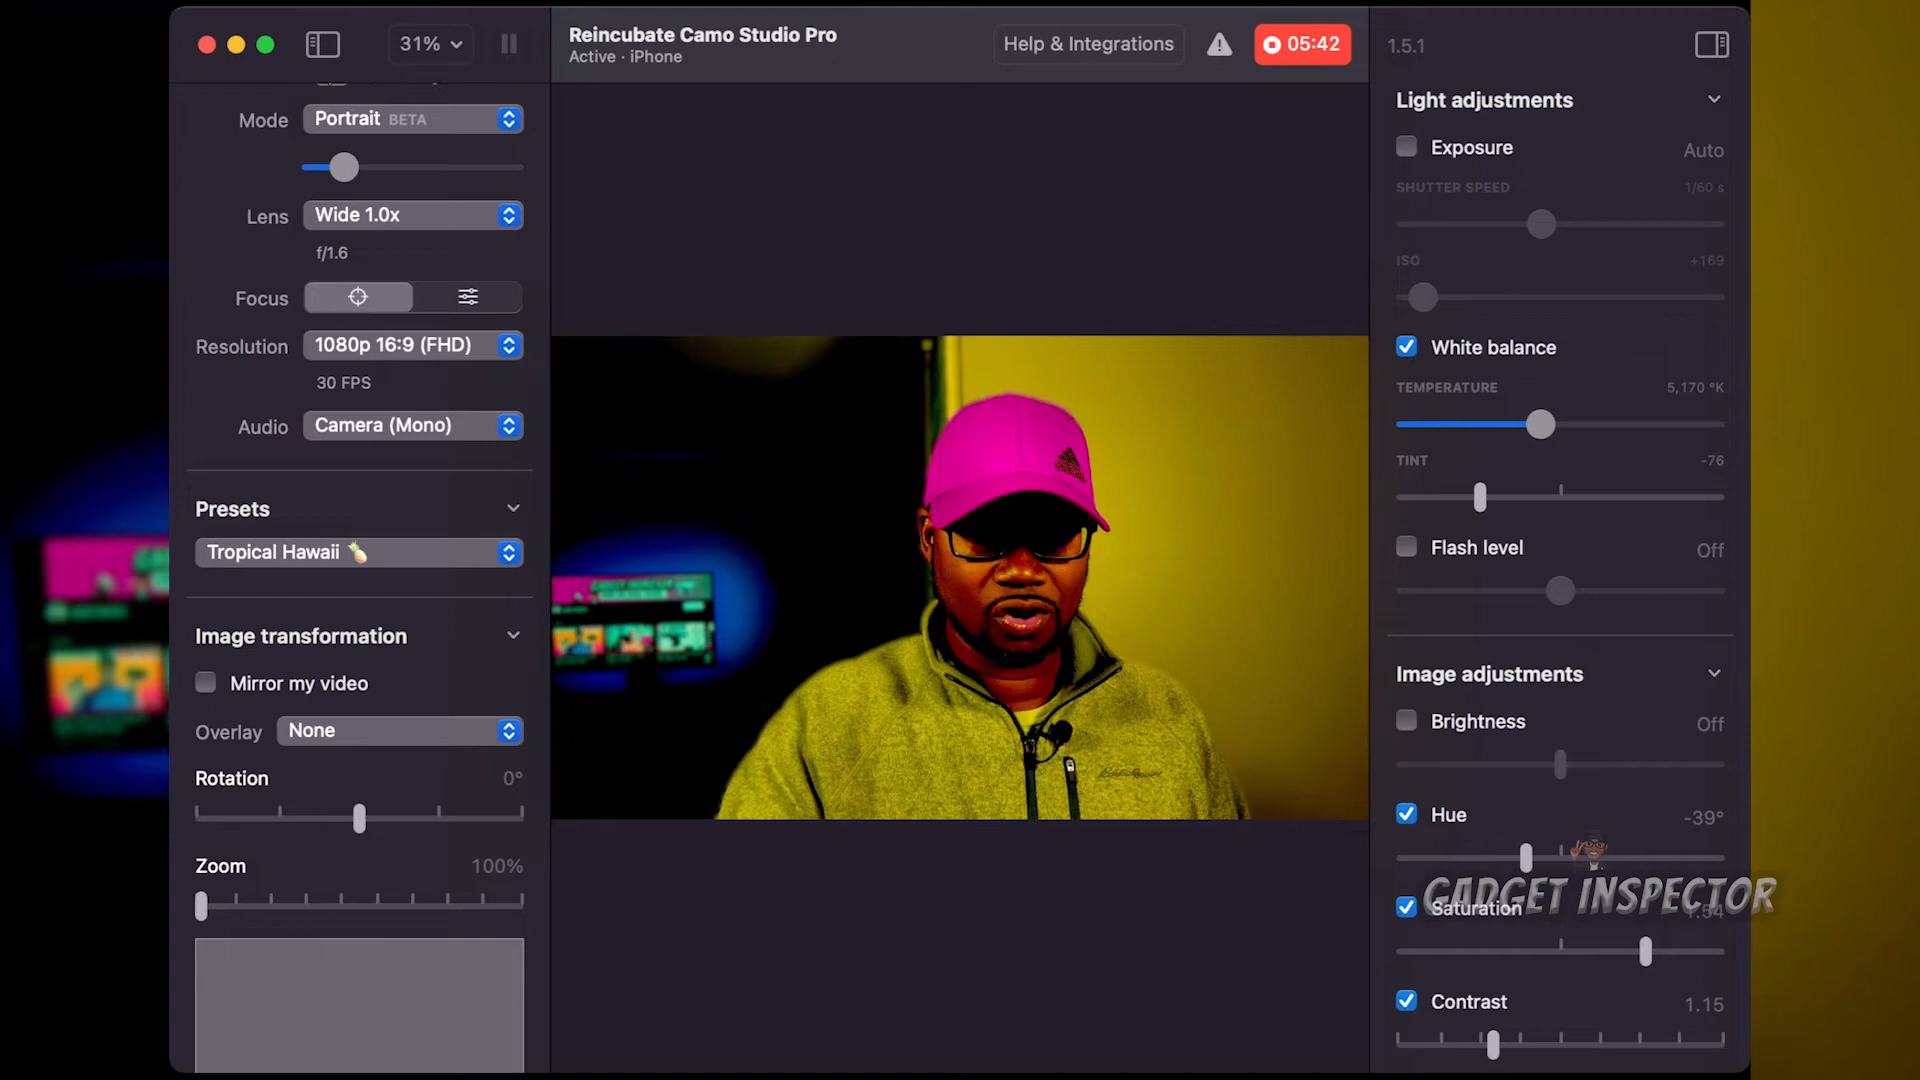 31%
Reincubate Camo Studio Pro
Active · iPhone
Help & Integrations
05:42
1.5.1
Mode
Portrait BETA
Lens
Wide 1.0x
f/1.6
Focus
Resolution
1080p 16:9 (FHD)
30 FPS
Audio
Camera (Mono)
Presets
Tropical Hawaii 🍍
Image transformation
Mirror my video
Overlay
None
Rotation
0°
Zoom
100%
Light adjustments
Exposure
Auto
SHUTTER SPEED
1/60 s
ISO
+169
White balance
TEMPERATURE
5,170 °K
TINT
-76
Flash level
Off
Image adjustments
Brightness
Off
Hue
-39°
GADGET INSPECTOR
Saturation
1.54
Contrast
1.15